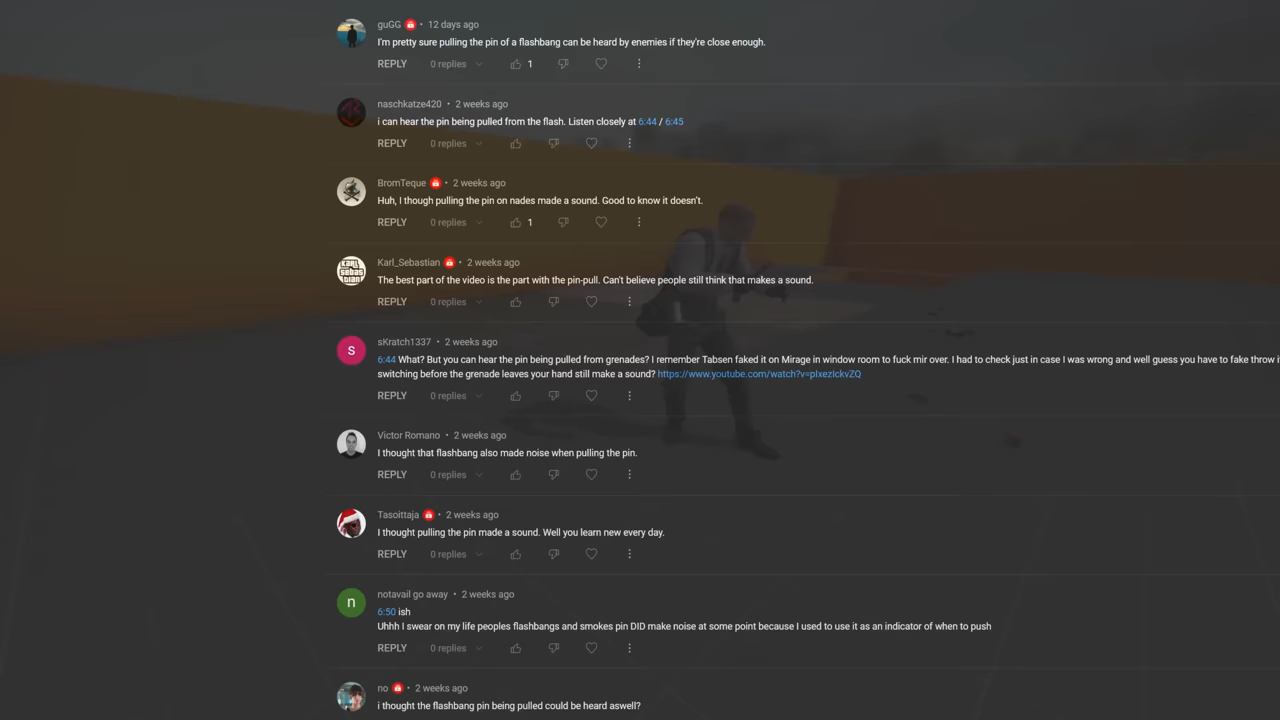 guGG • 12 days ago
I'm pretty sure pulling the pin of a flashbang can be heard by enemies if they're close enough.
REPLY 0 replies 1
naschkatze420 • 2 weeks ago
i can hear the pin being pulled from the flash. Listen closely at 6:44 / 6:45
REPLY 0 replies
BromTeque • 2 weeks ago
Huh, I though pulling the pin on nades made a sound. Good to know it doesn't.
REPLY 0 replies 1
KARL SEBAS TIAN
Karl_Sebastian • 2 weeks ago
The best part of the video is the part with the pin-pull. Can't believe people still think that makes a sound.
REPLY 0 replies
S
sKratch1337 • 2 weeks ago
6:44 What? But you can hear the pin being pulled from grenades? I remember Tabsen faked it on Mirage in window room to fuck mir over. I had to check just in case I was wrong and well guess you have to fake throw i
switching before the grenade leaves your hand still make a sound? https://www.youtube.com/watch?v=pIxezIckvZQ
REPLY 0 replies
Victor Romano • 2 weeks ago
I thought that flashbang also made noise when pulling the pin.
REPLY 0 replies
Tasoittaja • 2 weeks ago
I thought pulling the pin made a sound. Well you learn new every day.
REPLY 0 replies
n
notavail go away • 2 weeks ago
6:50 ish
Uhhh I swear on my life peoples flashbangs and smokes pin DID make noise at some point because I used to use it as an indicator of when to push
REPLY 0 replies
no • 2 weeks ago
i thought the flashbang pin being pulled could be heard aswell?